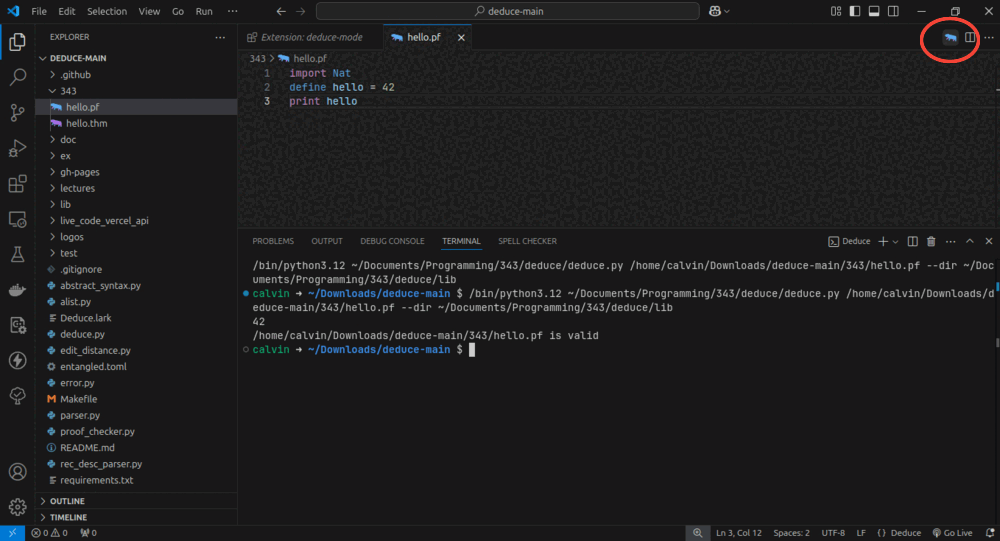 File Edit Selection View Go Run ···
deduce-main
EXPLORER ···
DEDUCE-MAIN
.github
343
hello.pf
hello.thm
doc
ex
gh-pages
lectures
lib
live_code_vercel_api
logos
test
.gitignore
abstract_syntax.py
alist.py
Deduce.lark
deduce.py
edit_distance.py
entangled.toml
error.py
Makefile
parser.py
proof_checker.py
README.md
rec_desc_parser.py
requirements.txt
OUTLINE
TIMELINE
Extension: deduce-mode
hello.pf
343 > hello.pf
1 import Nat
2 define hello = 42
3 print hello
PROBLEMS OUTPUT DEBUG CONSOLE TERMINAL SPELL CHECKER
Deduce
/bin/python3.12 ~/Documents/Programming/343/deduce/deduce.py /home/calvin/Downloads/deduce-main/343/hello.pf --dir ~/Doc
uments/Programming/343/deduce/lib
calvin → ~/Downloads/deduce-main $ /bin/python3.12 ~/Documents/Programming/343/deduce/deduce.py /home/calvin/Downloads/d
educe-main/343/hello.pf --dir ~/Documents/Programming/343/deduce/lib
42
/home/calvin/Downloads/deduce-main/343/hello.pf is valid
calvin → ~/Downloads/deduce-main $
0 0 0
Ln 3, Col 12 Spaces: 2 UTF-8 LF {} Deduce Go Live